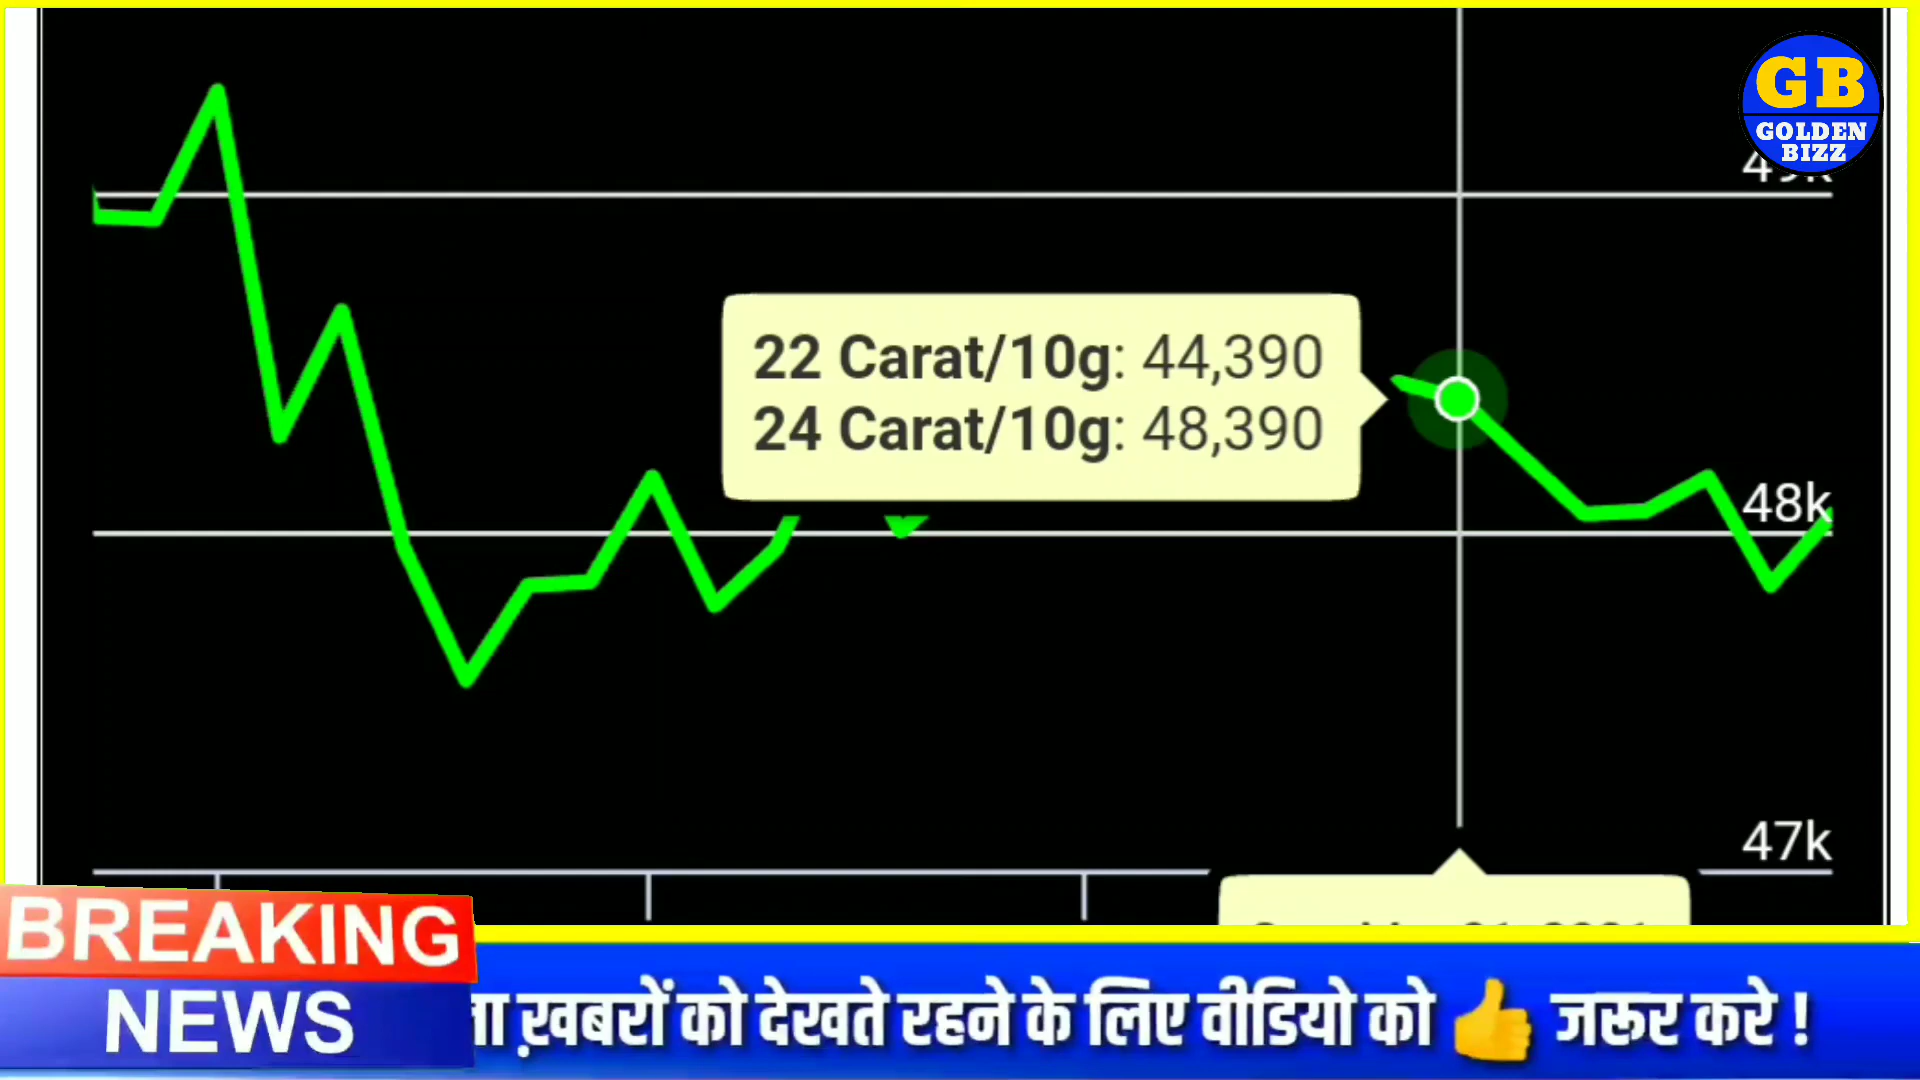 GB
GOLDEN
BIZZ
22 Carat/10g: 44,390
24 Carat/10g: 48,390
48k
47k
BREAKING
NEWS
ख़बरों को देखते रहने के लिए वीडियो को 👍 जरूर करे !